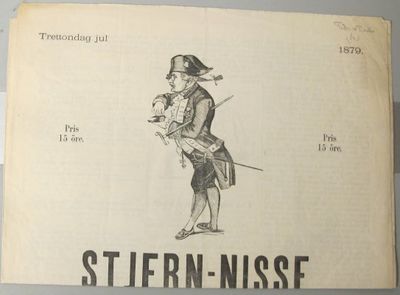 Trettondag jul
1879.
Pris
15 öre.
Pris
15 öre.
STJERN-NISSE